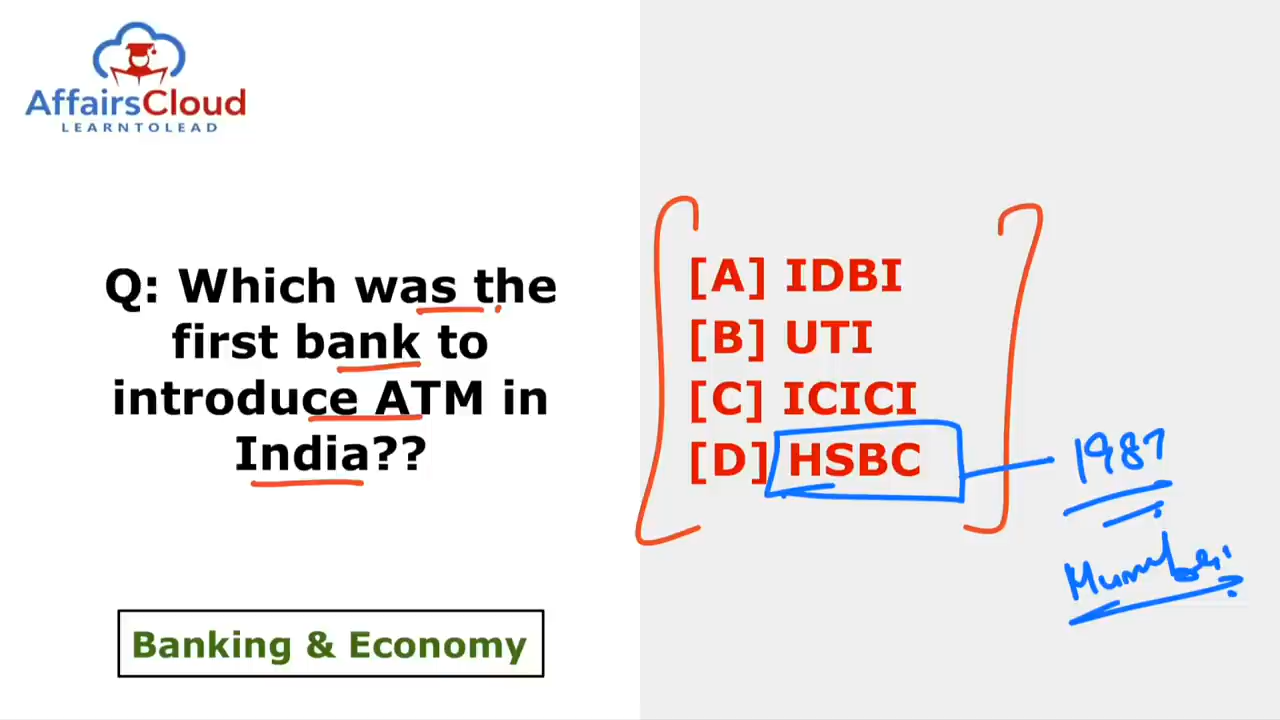 AffairsCloud
LEARNTOLEAD
Q: Which was the
first bank to
introduce ATM in
India??
[A] IDBI
[B] UTI
[C] ICICI
[D] HSBC
1987
Mumbai
Banking & Economy